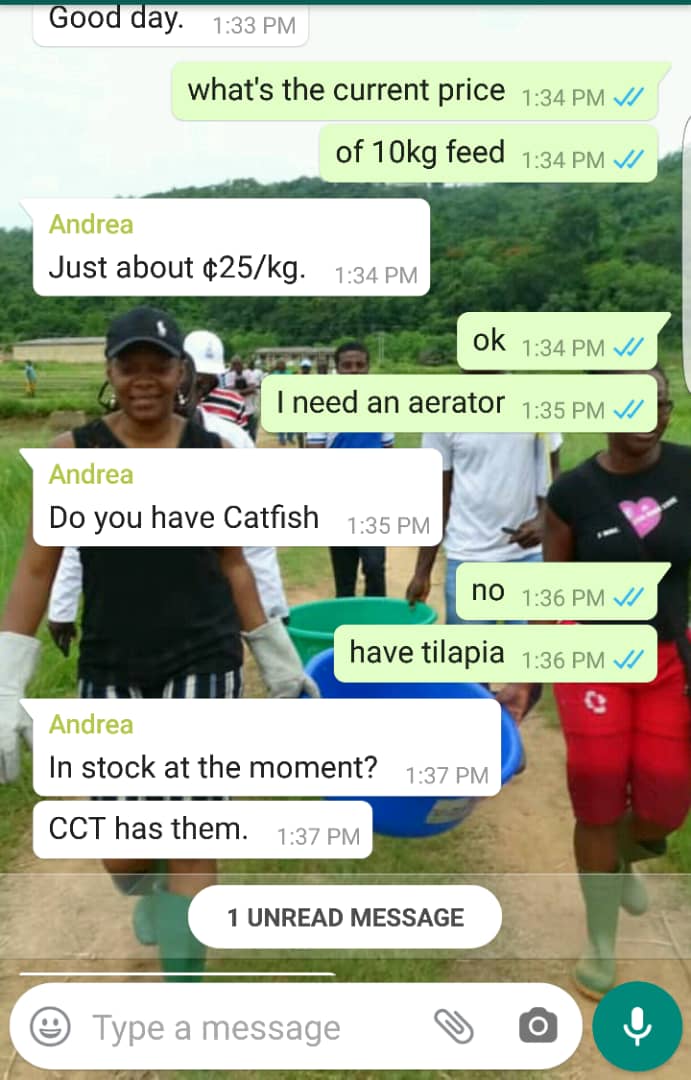 Good day. 1:33 PM
what's the current price 1:34 PM
of 10kg feed 1:34 PM
Andrea
Just about ¢25/kg. 1:34 PM
ok 1:34 PM
I need an aerator 1:35 PM
Andrea
Do you have Catfish 1:35 PM
no 1:36 PM
have tilapia 1:36 PM
Andrea
In stock at the moment? 1:37 PM
CCT has them. 1:37 PM
1 UNREAD MESSAGE
Type a message